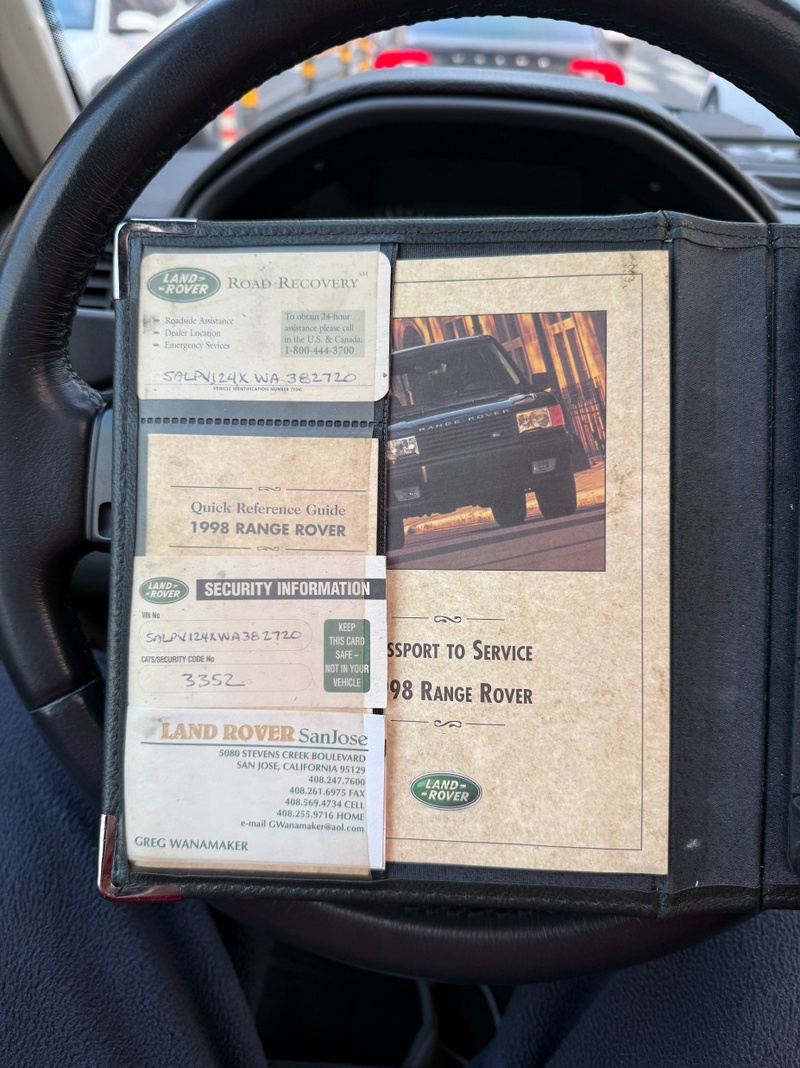 LAND-
-ROVER
ROAD RECOVERY SM
- Roadside Assistance
- Dealer Location
- Emergency Sevices
To obtain 24-hour
assistance please call
in the U.S. & Canada;
1-800-444-3700
SALPV124X WA 382720
VEHICLE IDENTIFICATION NUMBER (VIN)
Quick Reference Guide
1998 RANGE ROVER
LAND-
-ROVER
SECURITY INFORMATION
VIN No
SALPV124XWA382720
CATS/SECURITY CODE No
3352
KEEP
THIS CARD
SAFE –
NOT IN YOUR
VEHICLE
LAND ROVER SanJose
5080 STEVENS CREEK BOULEVARD
SAN JOSE, CALIFORNIA 95129
408.247.7600
408.261.6975 FAX
408.569.4734 CELL
408.255.9716 HOME
e-mail GWanamaker@aol.com
GREG WANAMAKER
RANGE ROVER
SSPORT TO SERVICE
98 RANGE ROVER
LAND-
-ROVER